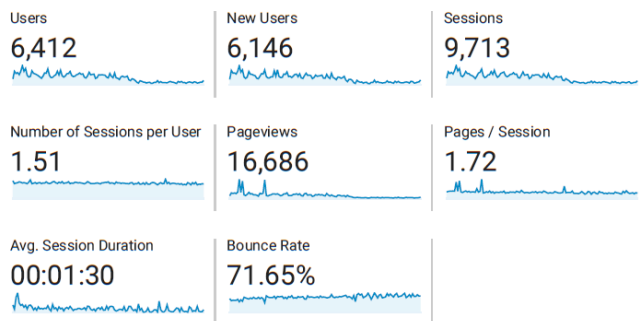 Users
6,412
New Users
6,146
Sessions
9,713
Number of Sessions per User
1.51
Pageviews
16,686
Pages / Session
1.72
Avg. Session Duration
00:01:30
Bounce Rate
71.65%